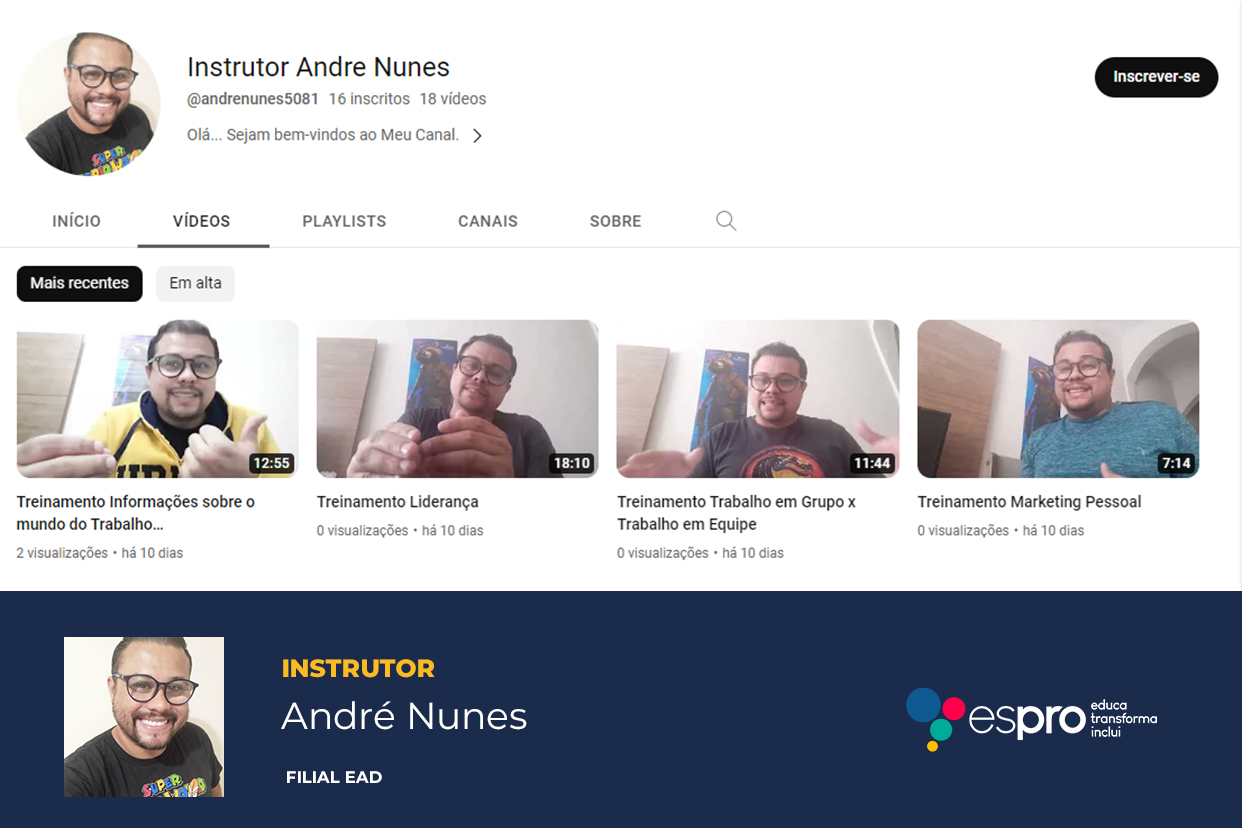 Instrutor Andre Nunes
Inscrever-se
@andrenunes5081 16 inscritos 18 vídeos
Olá... Sejam bem-vindos ao Meu Canal.
INÍCIO VÍDEOS PLAYLISTS CANAIS SOBRE
Mais recentes Em alta
12:55
18:10
11:44
7:14
Treinamento Informações sobre o
mundo do Trabalho...
2 visualizações • há 10 dias
Treinamento Liderança
0 visualizações • há 10 dias
Treinamento Trabalho em Grupo x
Trabalho em Equipe
0 visualizações • há 10 dias
Treinamento Marketing Pessoal
0 visualizações • há 10 dias
SUPER
INSTRUTOR
André Nunes
FILIAL EAD
espro
educa
transforma
inclui